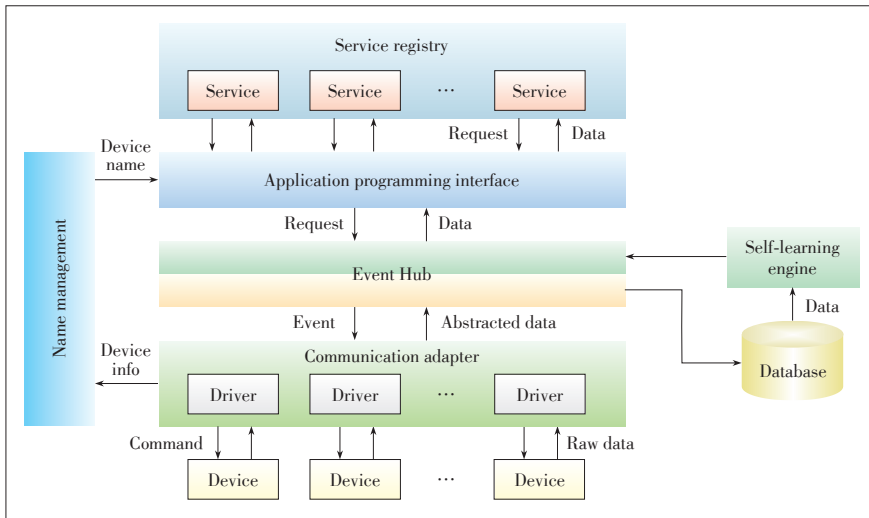 Service registry
Service
Service
...
Service
Request
Data
Device
name
Application programming interface
Request
Data
Name management
Event Hub
Self-learning
engine
Data
Event
Abstracted data
Database
Device
info
Communication adapter
Driver
Driver
...
Driver
Command
Raw data
Device
Device
...
Device